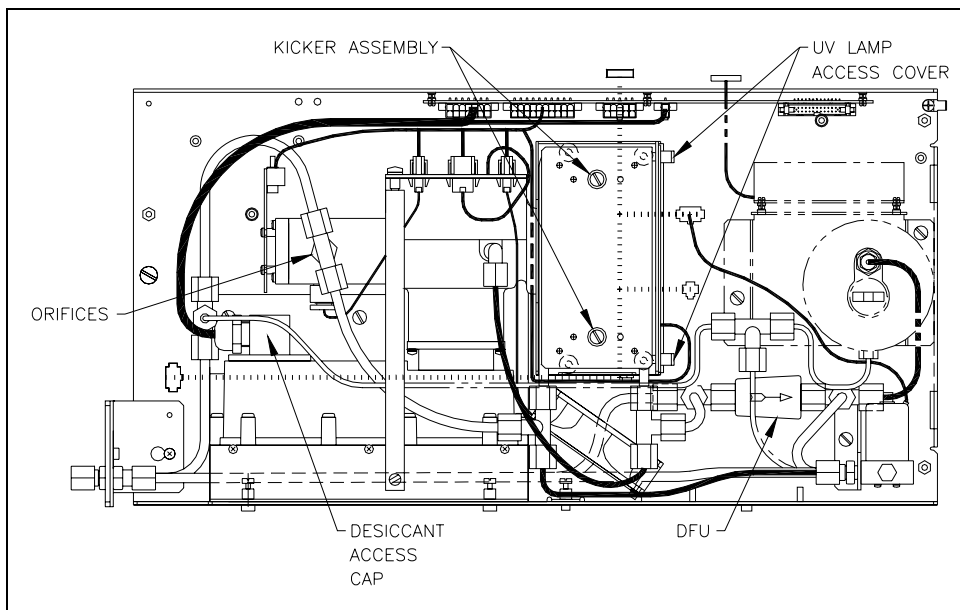 KICKER ASSEMBLY
UV LAMP
ACCESS COVER
ORIFICES
DESICCANT
ACCESS
CAP
DFU